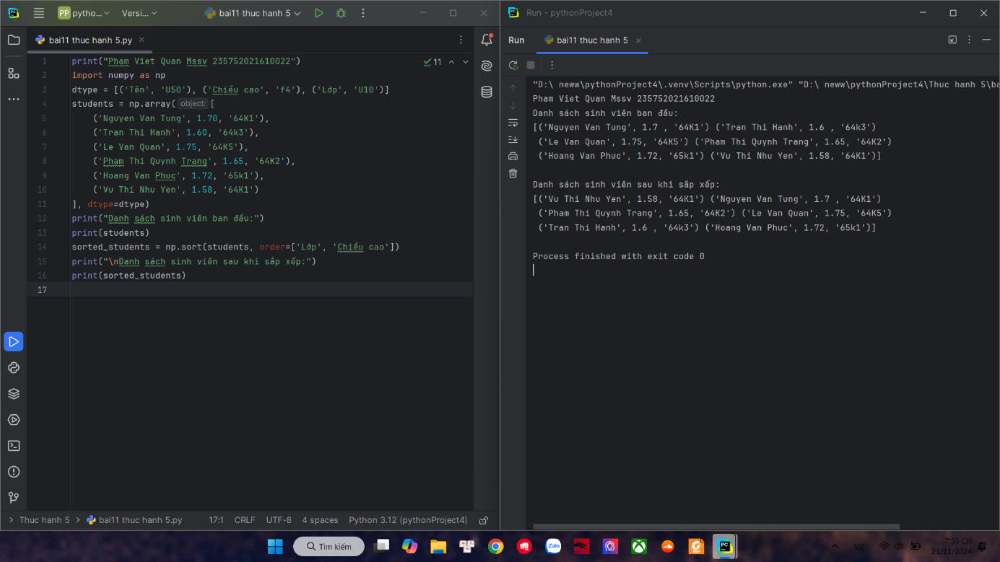 PP pytho...
Versi...
bai11 thuc hanh 5
bai11 thuc hanh 5.py
11
1 print("Pham Viet Quan Mssv 235752021610022")
2 import numpy as np
3 dtype = [('Tên', 'U50'), ('Chiều cao', 'f4'), ('Lớp', 'U10')]
4 students = np.array( object: [
5 ('Nguyen Van Tung', 1.70, '64K1'),
6 ('Tran Thi Hanh', 1.60, '64k3'),
7 ('Le Van Quan', 1.75, '64K5'),
8 ('Pham Thi Quynh Trang', 1.65, '64K2'),
9 ('Hoang Van Phuc', 1.72, '65k1'),
10 ('Vu Thi Nhu Yen', 1.58, '64K1')
11 ], dtype=dtype)
12 print("Danh sách sinh viên ban đầu:")
13 print(students)
14 sorted_students = np.sort(students, order=['Lớp', 'Chiều cao'])
15 print("\nDanh sách sinh viên sau khi sắp xếp:")
16 print(sorted_students)
17
Thuc hanh 5 > bai11 thuc hanh 5.py
17:1 CRLF UTF-8 4 spaces Python 3.12 (pythonProject4)
Run - pythonProject4
Run
bai11 thuc hanh 5
"D:\ neww\pythonProject4\.venv\Scripts\python.exe" "D:\ neww\pythonProject4\Thuc hanh 5\ba
Pham Viet Quan Mssv 235752021610022
Danh sách sinh viên ban đầu:
[('Nguyen Van Tung', 1.7 , '64K1') ('Tran Thi Hanh', 1.6 , '64k3')
('Le Van Quan', 1.75, '64K5') ('Pham Thi Quynh Trang', 1.65, '64K2')
('Hoang Van Phuc', 1.72, '65k1') ('Vu Thi Nhu Yen', 1.58, '64K1')]
Danh sách sinh viên sau khi sắp xếp:
[('Vu Thi Nhu Yen', 1.58, '64K1') ('Nguyen Van Tung', 1.7 , '64K1')
('Pham Thi Quynh Trang', 1.65, '64K2') ('Le Van Quan', 1.75, '64K5')
('Tran Thi Hanh', 1.6 , '64k3') ('Hoang Van Phuc', 1.72, '65k1')]
Process finished with exit code 0
Tìm kiếm
Zalo
VIE
7:55 CH
21/11/2024